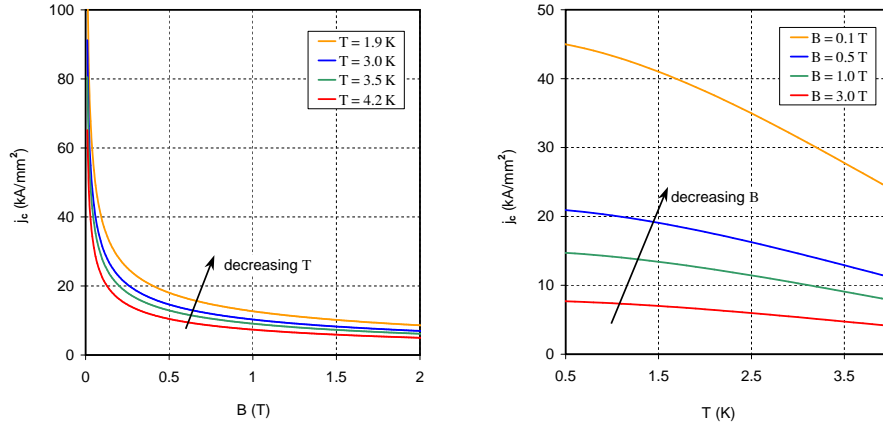 100
80
60
40
20
0
j_c (kA/mm²)
T = 1.9 K
T = 3.0 K
T = 3.5 K
T = 4.2 K
decreasing T
0 0.5 1 1.5 2
B (T)
50
40
30
20
10
0
j_c (kA/mm²)
B = 0.1 T
B = 0.5 T
B = 1.0 T
B = 3.0 T
decreasing B
0.5 1.5 2.5 3.5
T (K)